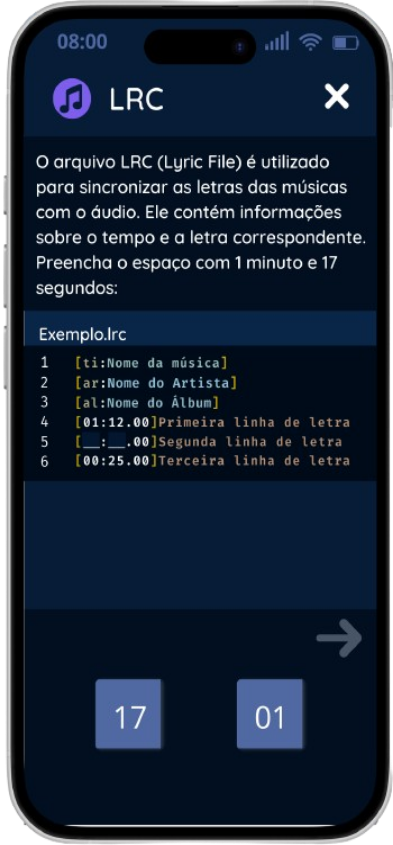 08:00
LRC
O arquivo LRC (Lyric File) é utilizado
para sincronizar as letras das músicas
com o áudio. Ele contém informações
sobre o tempo e a letra correspondente.
Preencha o espaço com 1 minuto e 17
segundos:
Exemplo.lrc
1 [ti:Nome da música]
2 [ar:Nome do Artista]
3 [al:Nome do Álbum]
4 [01:12.00]Primeira linha de letra
5 [__:__.00]Segunda linha de letra
6 [00:25.00]Terceira linha de letra
17 01